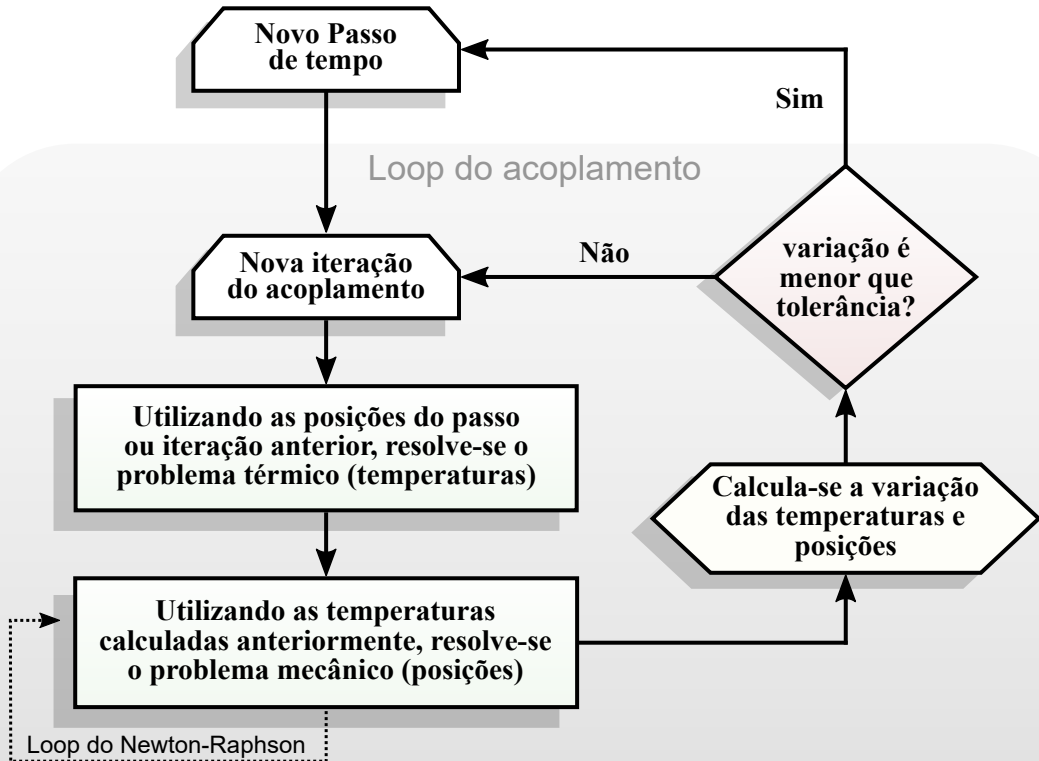 Novo Passo
de tempo
Sim
Loop do acoplamento
Nova iteração
do acoplamento
Não
variação é
menor que
tolerância?
Utilizando as posições do passo
ou iteração anterior, resolve-se o
problema térmico (temperaturas)
Calcula-se a variação
das temperaturas e
posições
Utilizando as temperaturas
calculadas anteriormente, resolve-se
o problema mecânico (posições)
Loop do Newton-Raphson